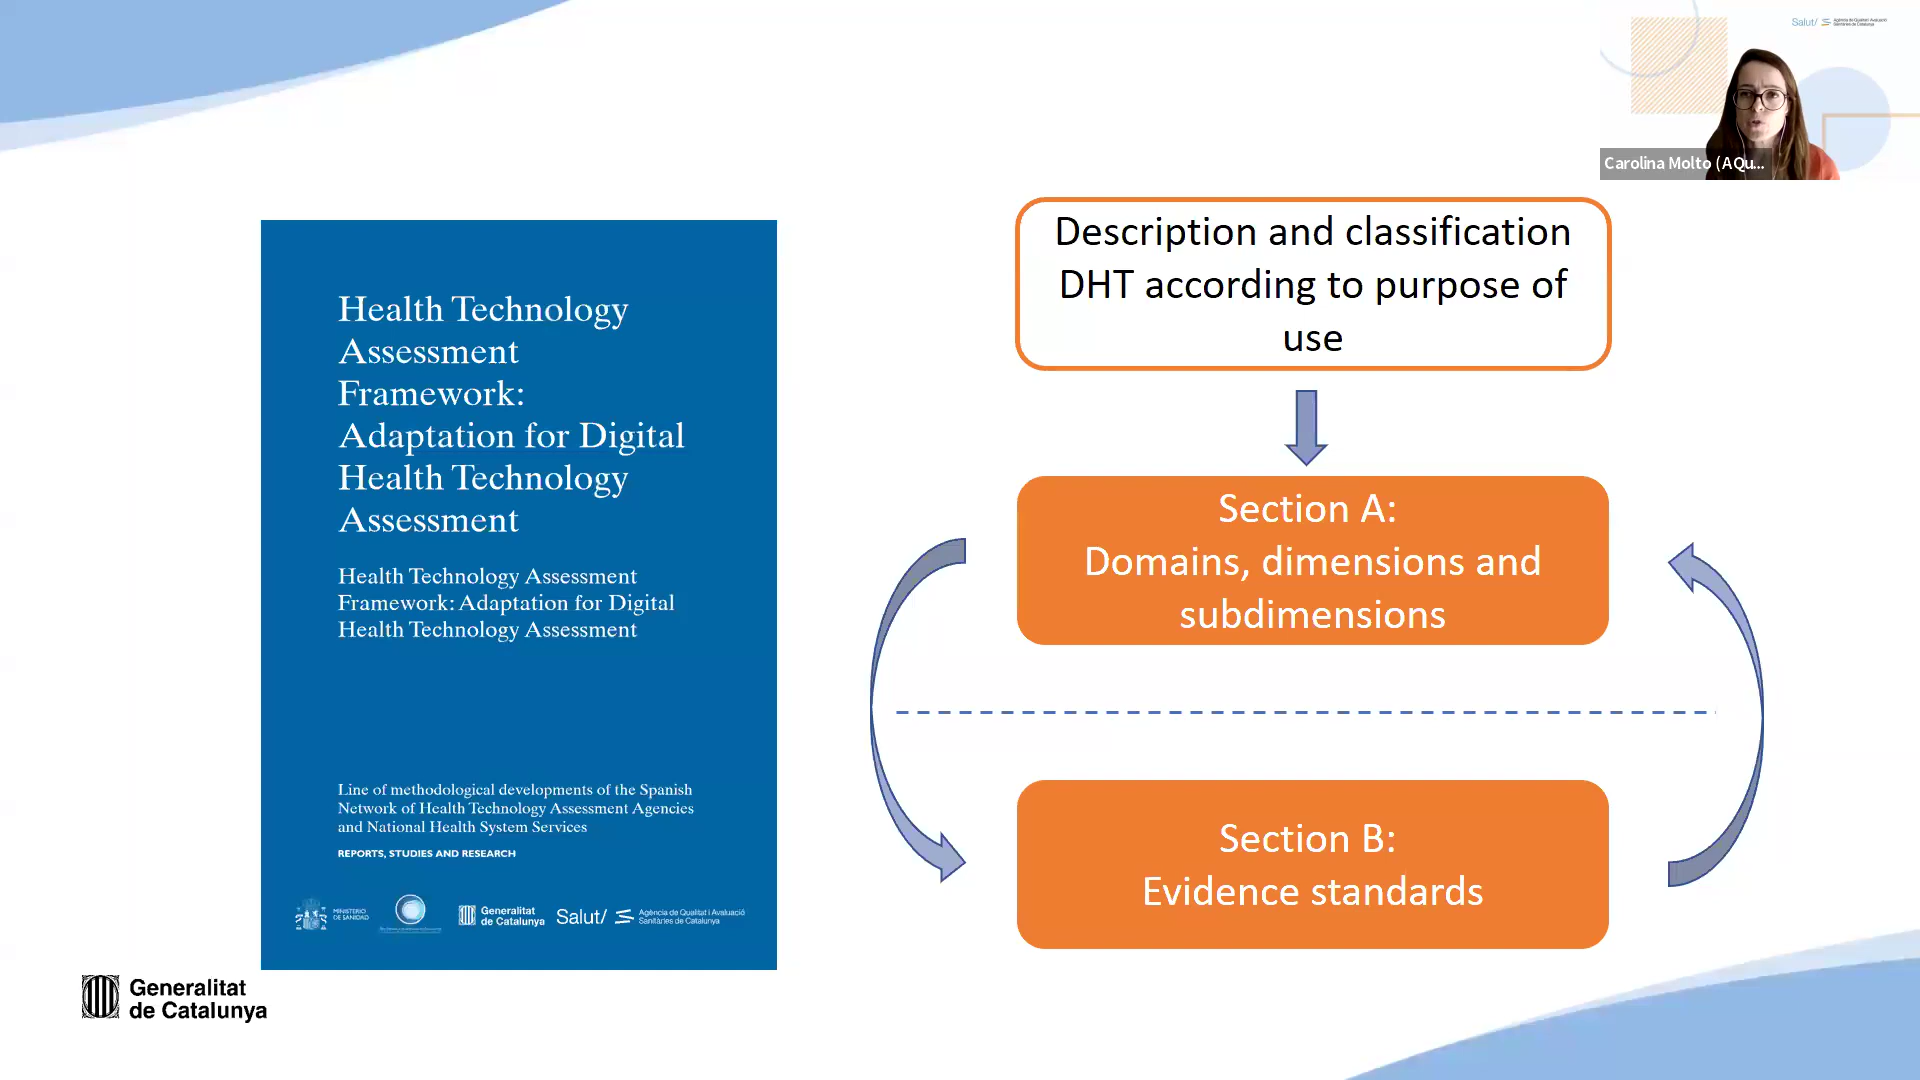 Salut/
Carolina Molto (AQu...
Description and classification
DHT according to purpose of
use
Health Technology
Assessment
Framework:
Adaptation for Digital
Health Technology
Assessment
Health Technology Assessment
Framework: Adaptation for Digital
Health Technology Assessment
Line of methodological developments of the Spanish
Network of Health Technology Assessment Agencies
and National Health System Services
REPORTS, STUDIES AND RESEARCH
MINISTERIO
DE SANIDAD
Generalitat
de Catalunya
Salut/
Agència de Qualitat i Avaluació
Sanitàries de Catalunya
Section A:
Domains, dimensions and
subdimensions
Section B:
Evidence standards
Generalitat
de Catalunya